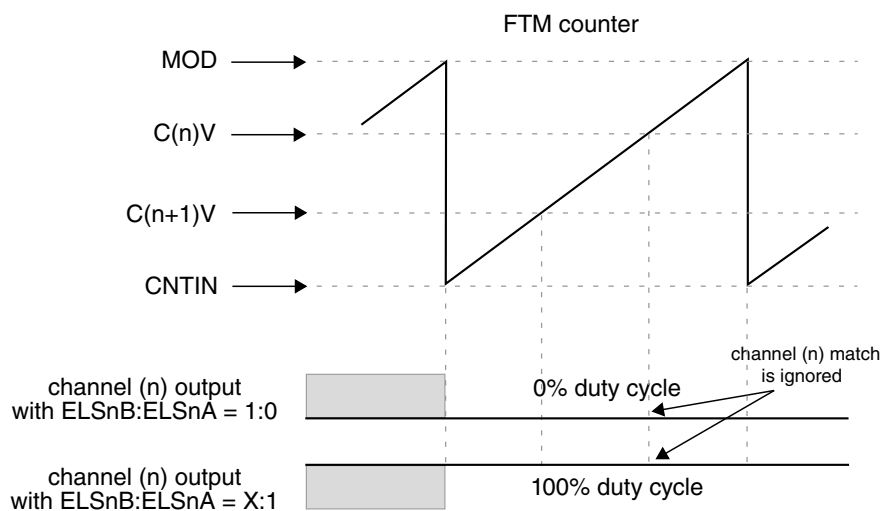 FTM counter
MOD
C(n)V
C(n+1)V
CNTIN
channel (n) match
is ignored
channel (n) output
with ELSnB:ELSnA = 1:0
0% duty cycle
channel (n) output
with ELSnB:ELSnA = X:1
100% duty cycle